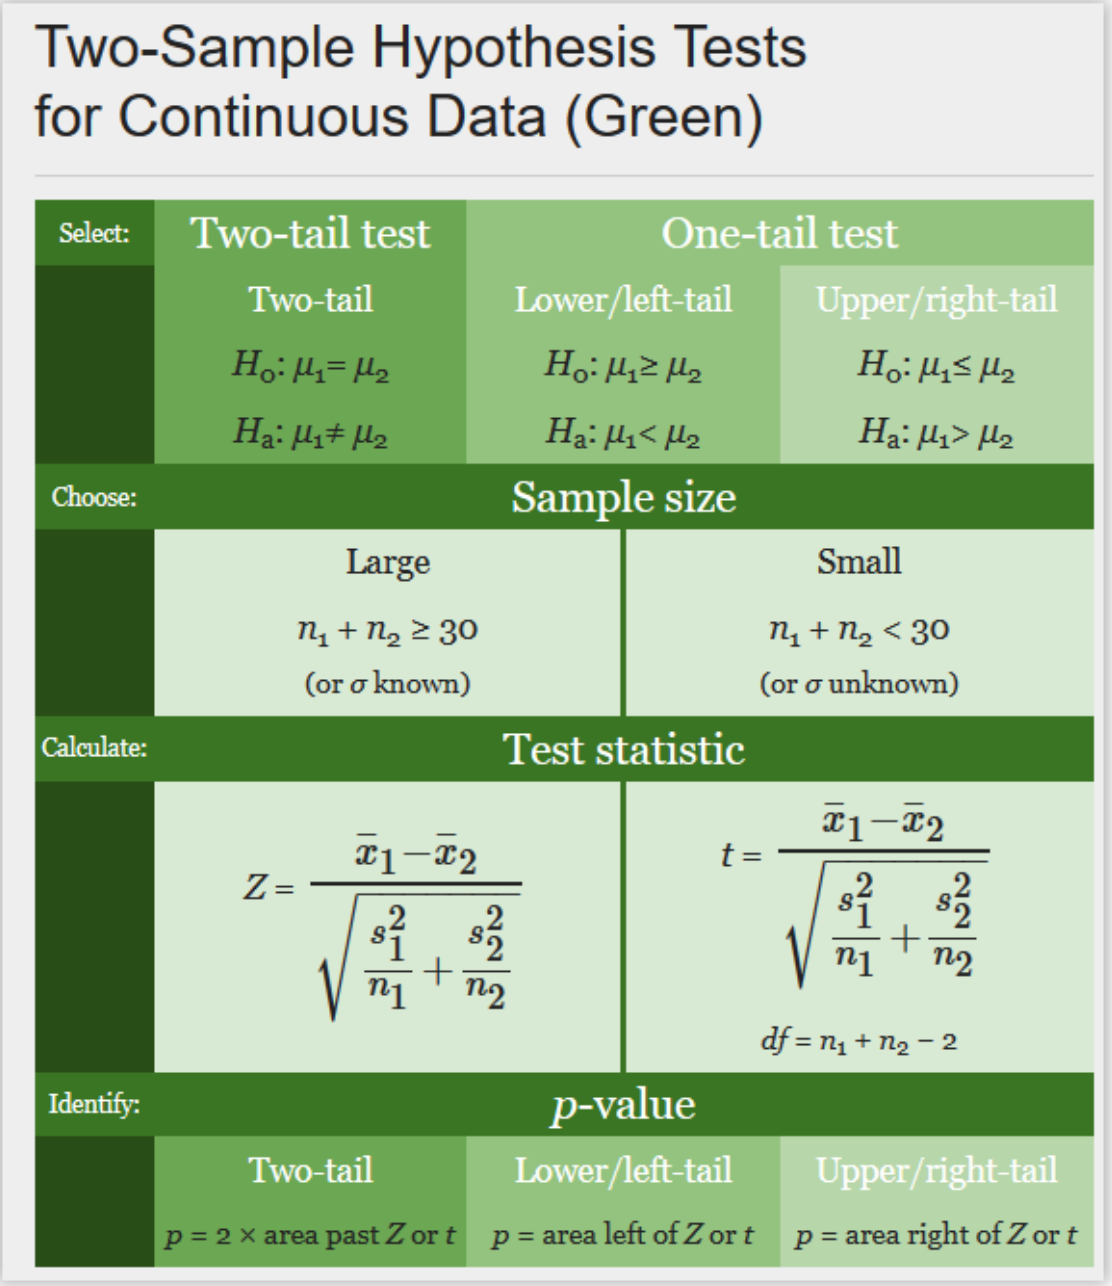 Two-Sample Hypothesis Tests
for Continuous Data (Green)
Select: Two-tail test One-tail test
Two-tail Lower/left-tail Upper/right-tail
Hₒ: μ₁= μ₂ Hₒ: μ₁≥ μ₂ Hₒ: μ₁≤ μ₂
Hₐ: μ₁≠ μ₂ Hₐ: μ₁< μ₂ Hₐ: μ₁> μ₂
Choose: Sample size
Large Small
n₁ + n₂ ≥ 30 n₁ + n₂ < 30
(or σ known) (or σ unknown)
Calculate: Test statistic
Z = (x̄₁−x̄₂) / √(s₁²/n₁ + s₂²/n₂) t = (x̄₁−x̄₂) / √(s₁²/n₁ + s₂²/n₂)
df = n₁ + n₂ − 2
Identify: p-value
Two-tail Lower/left-tail Upper/right-tail
p = 2 × area past Z or t p = area left of Z or t p = area right of Z or t